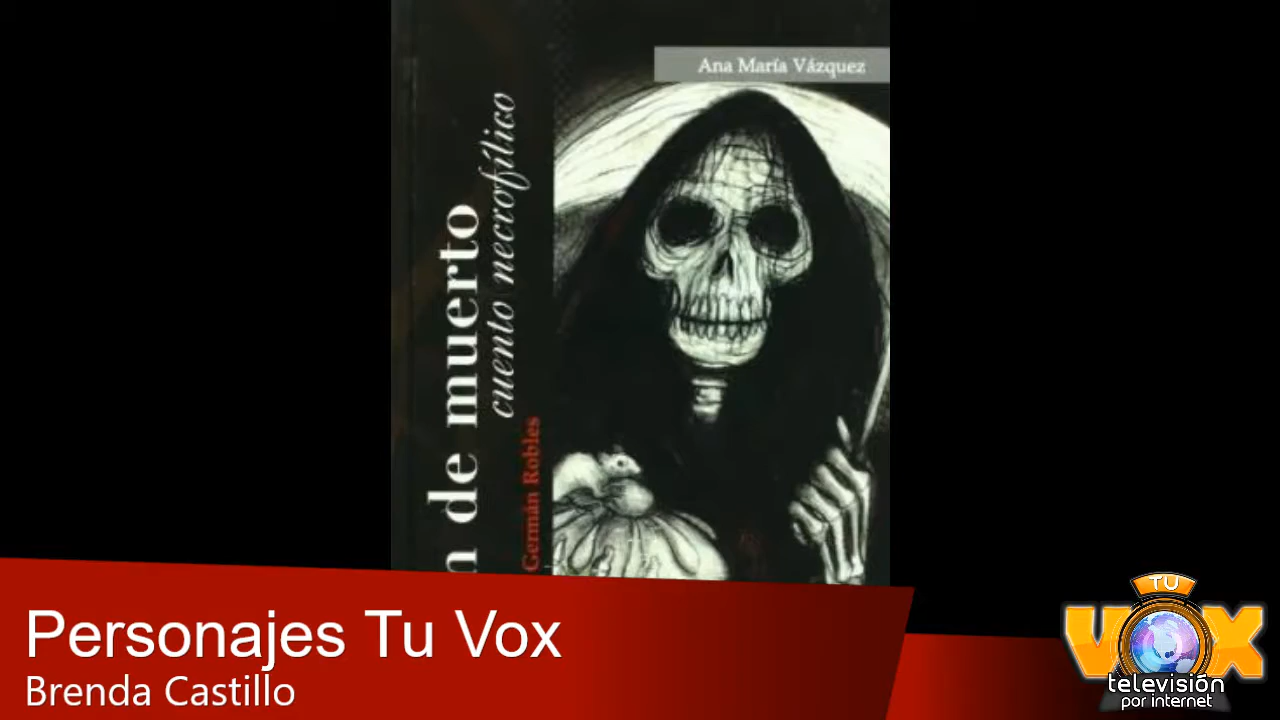 Ana María Vázquez
n de muerto
cuento necrofílico
Germán Robles
Personajes Tu Vox
Brenda Castillo
TU
VOX
televisión
por internet